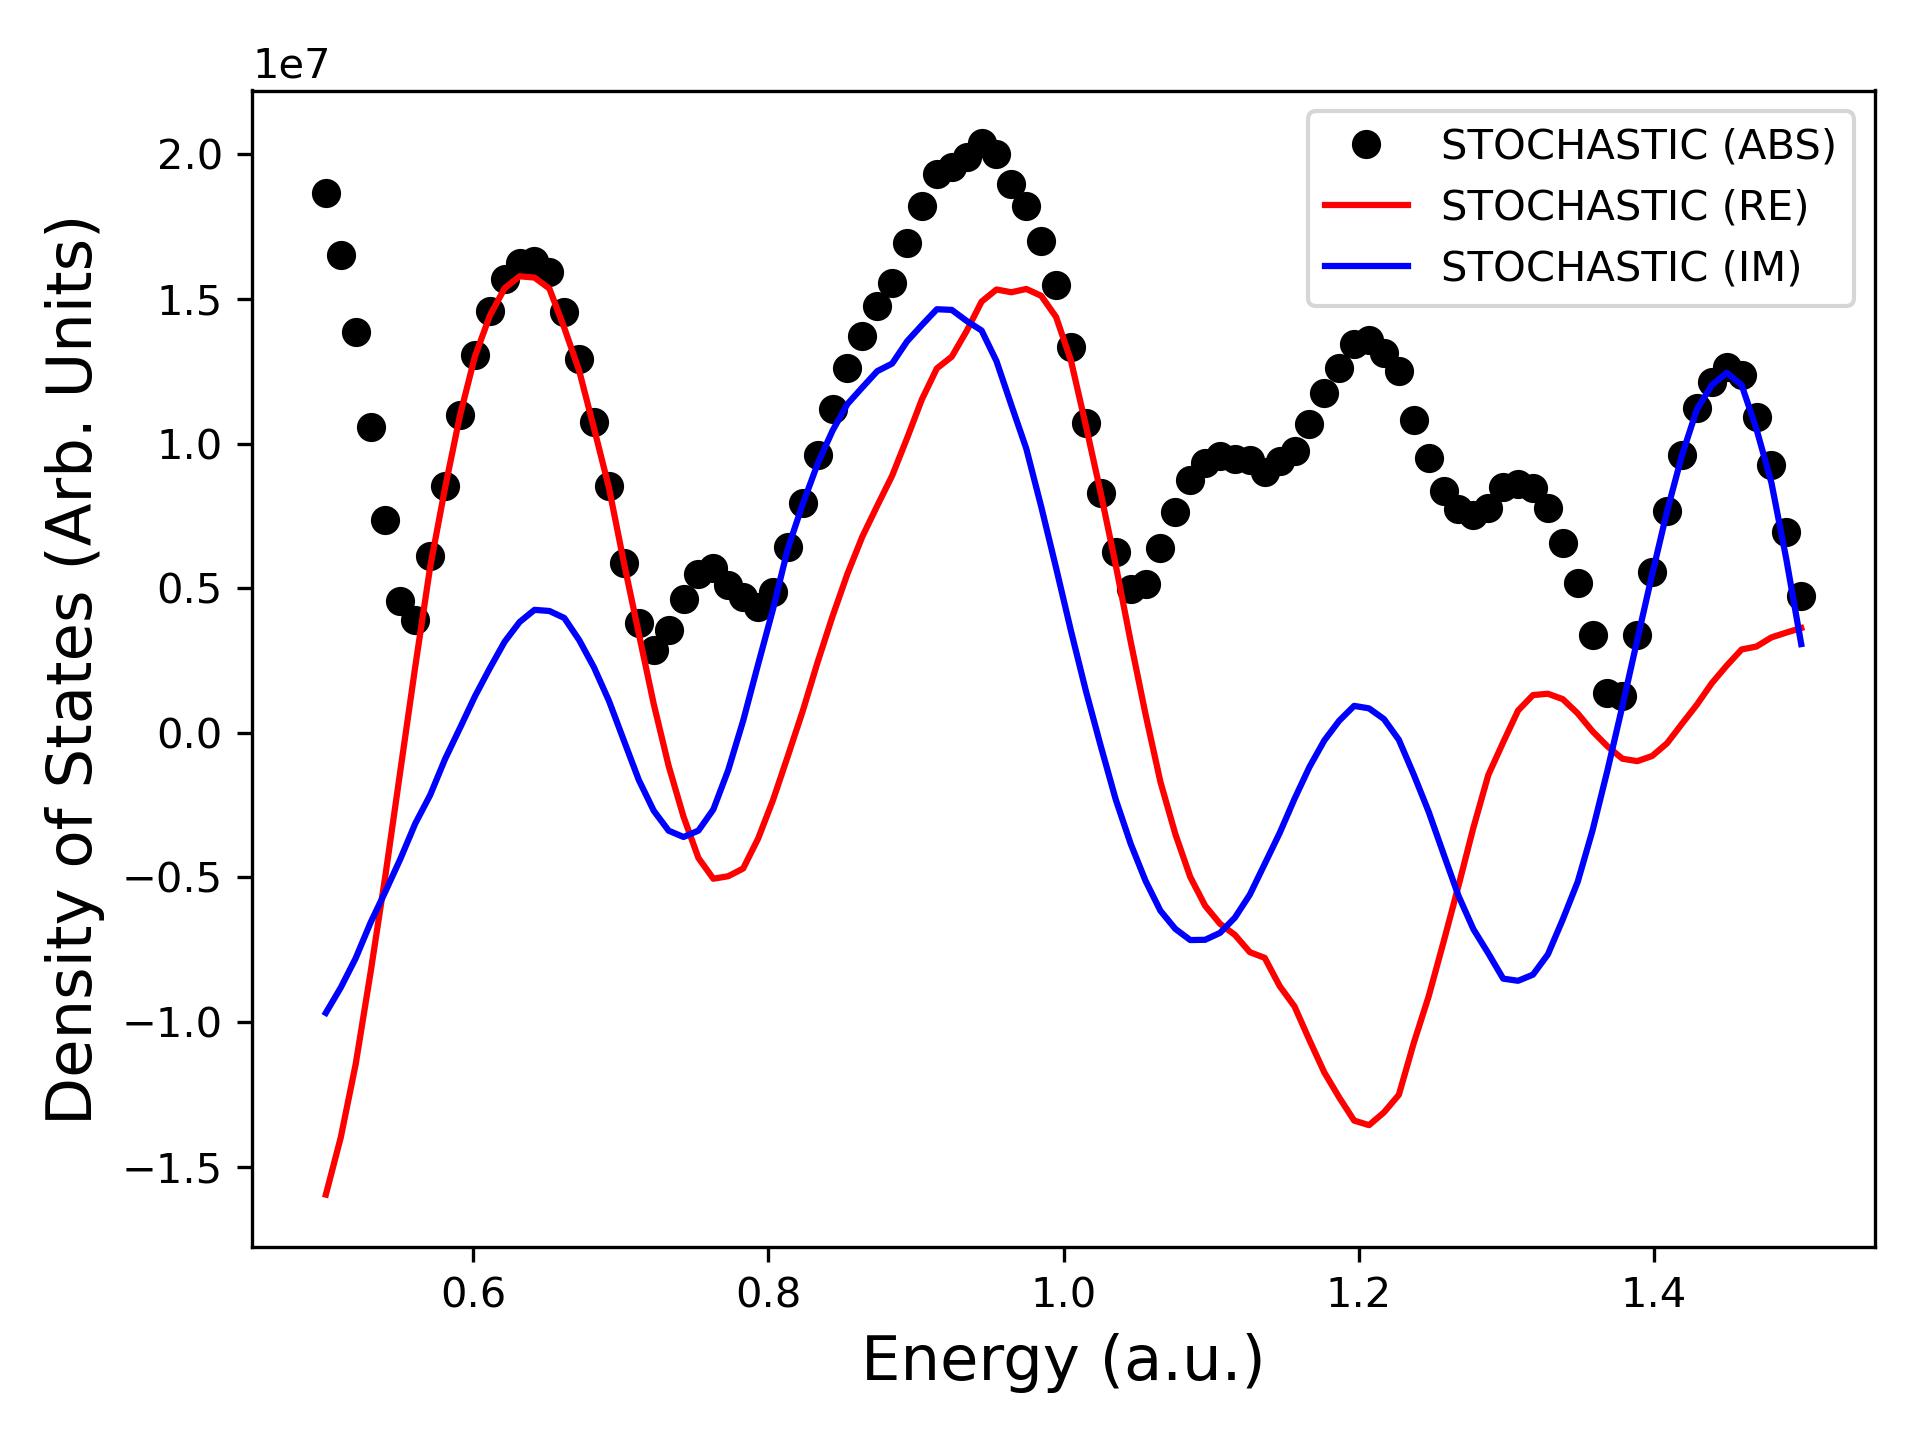 1e7
2.0
1.5
1.0
0.5
0.0
−0.5
−1.0
−1.5
Density of States (Arb. Units)
STOCHASTIC (ABS)
STOCHASTIC (RE)
STOCHASTIC (IM)
0.6 0.8 1.0 1.2 1.4
Energy (a.u.)